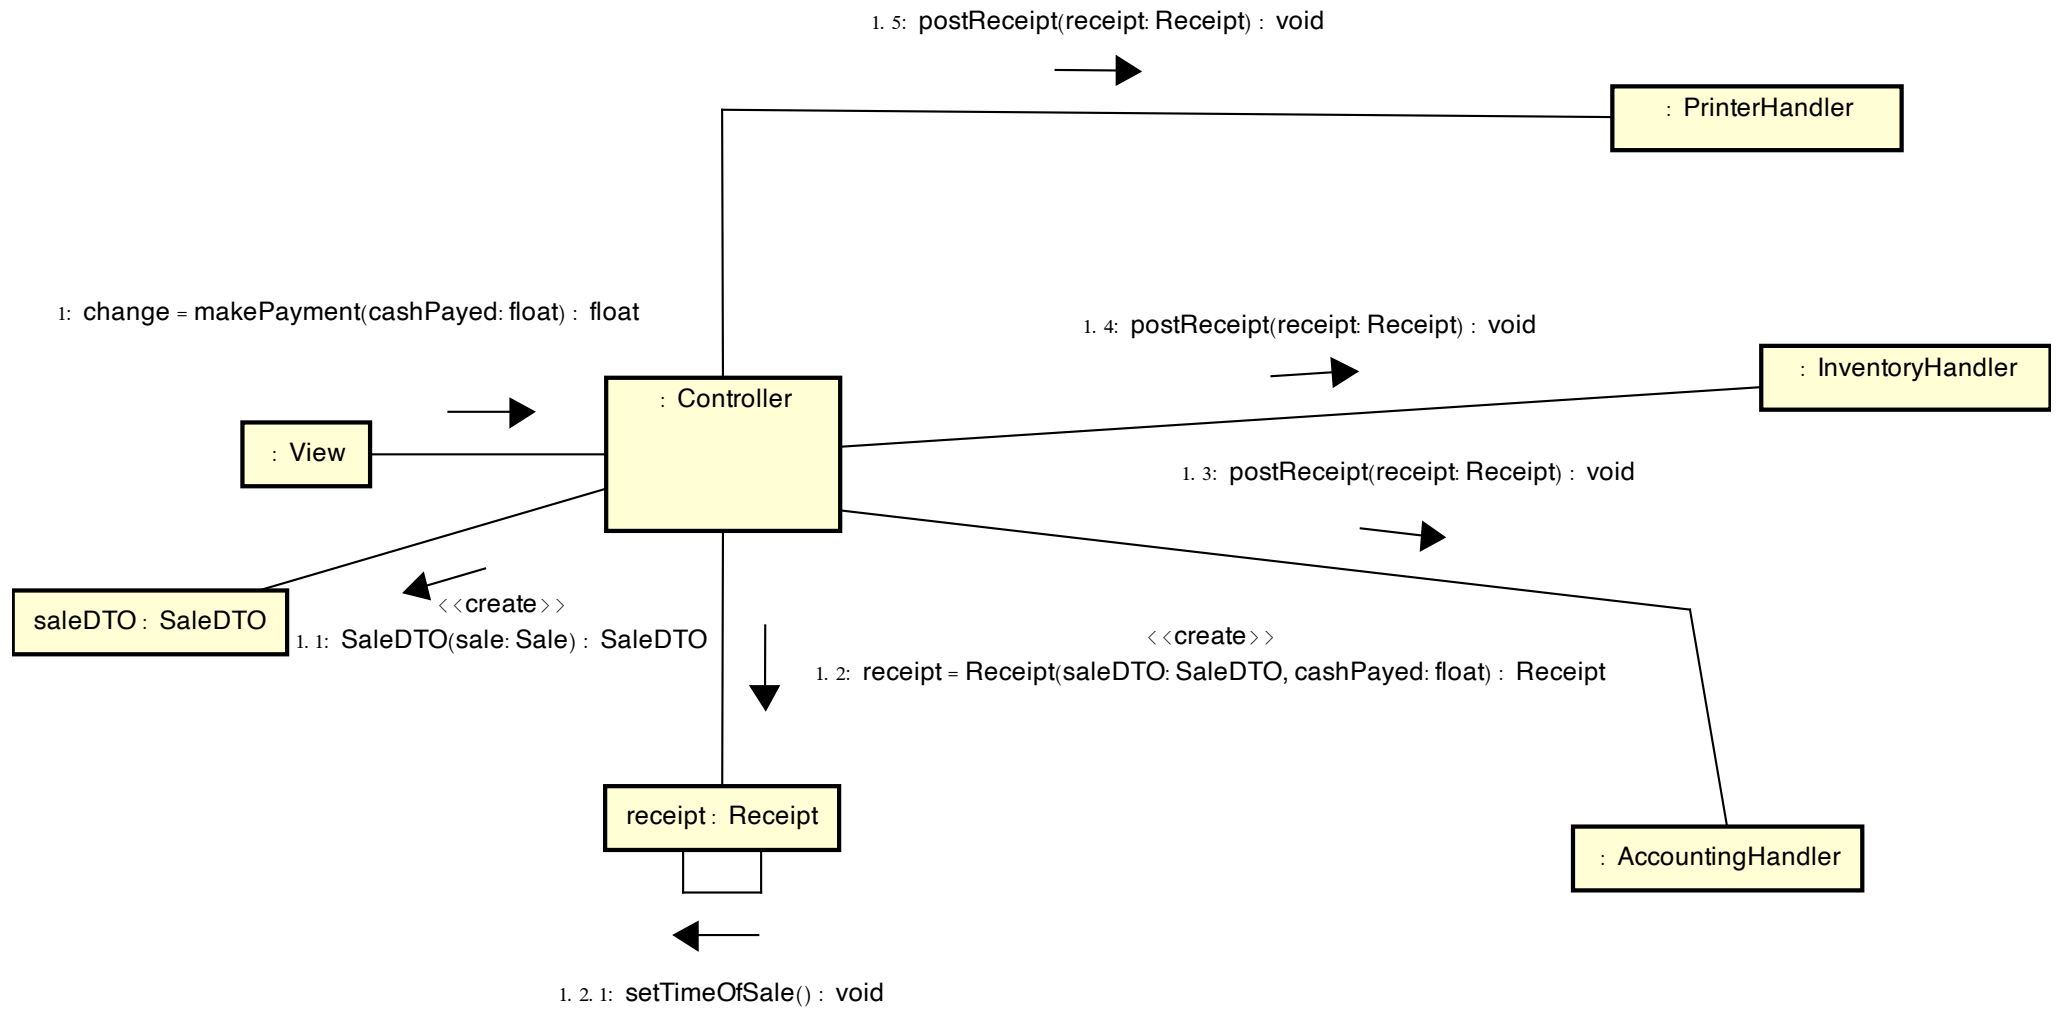 1. 5: postReceipt(receipt: Receipt) : void
: PrinterHandler
1: change = makePayment(cashPayed: float) : float
1. 4: postReceipt(receipt: Receipt) : void
: InventoryHandler
: Controller
: View
1. 3: postReceipt(receipt: Receipt) : void
saleDTO : SaleDTO
<<create>>
1. 1: SaleDTO(sale: Sale) : SaleDTO
<<create>>
1. 2: receipt = Receipt(saleDTO: SaleDTO, cashPayed: float) : Receipt
receipt : Receipt
: AccountingHandler
1. 2. 1: setTimeOfSale() : void